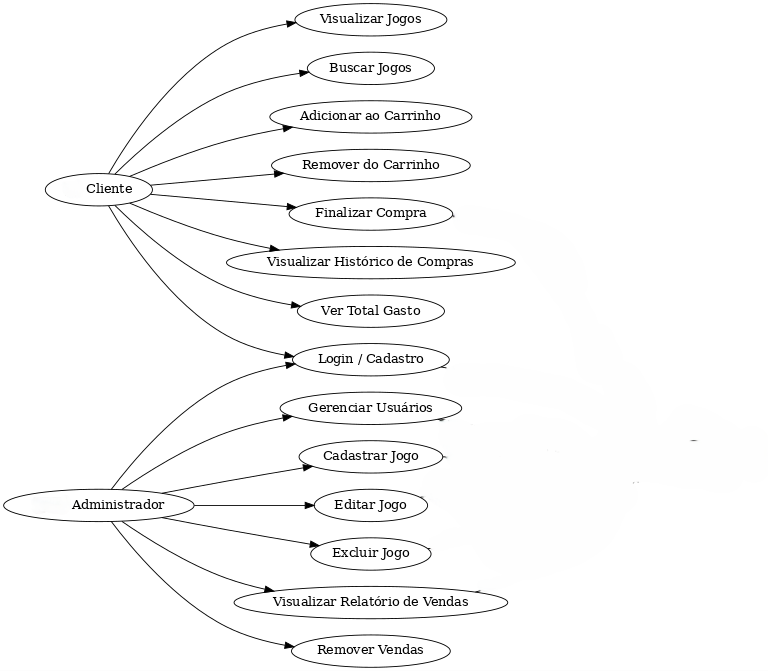 Visualizar Jogos
Buscar Jogos
Adicionar ao Carrinho
Remover do Carrinho
Cliente
Finalizar Compra
Visualizar Histórico de Compras
Ver Total Gasto
Login / Cadastro
Gerenciar Usuários
Cadastrar Jogo
Administrador
Editar Jogo
Excluir Jogo
Visualizar Relatório de Vendas
Remover Vendas